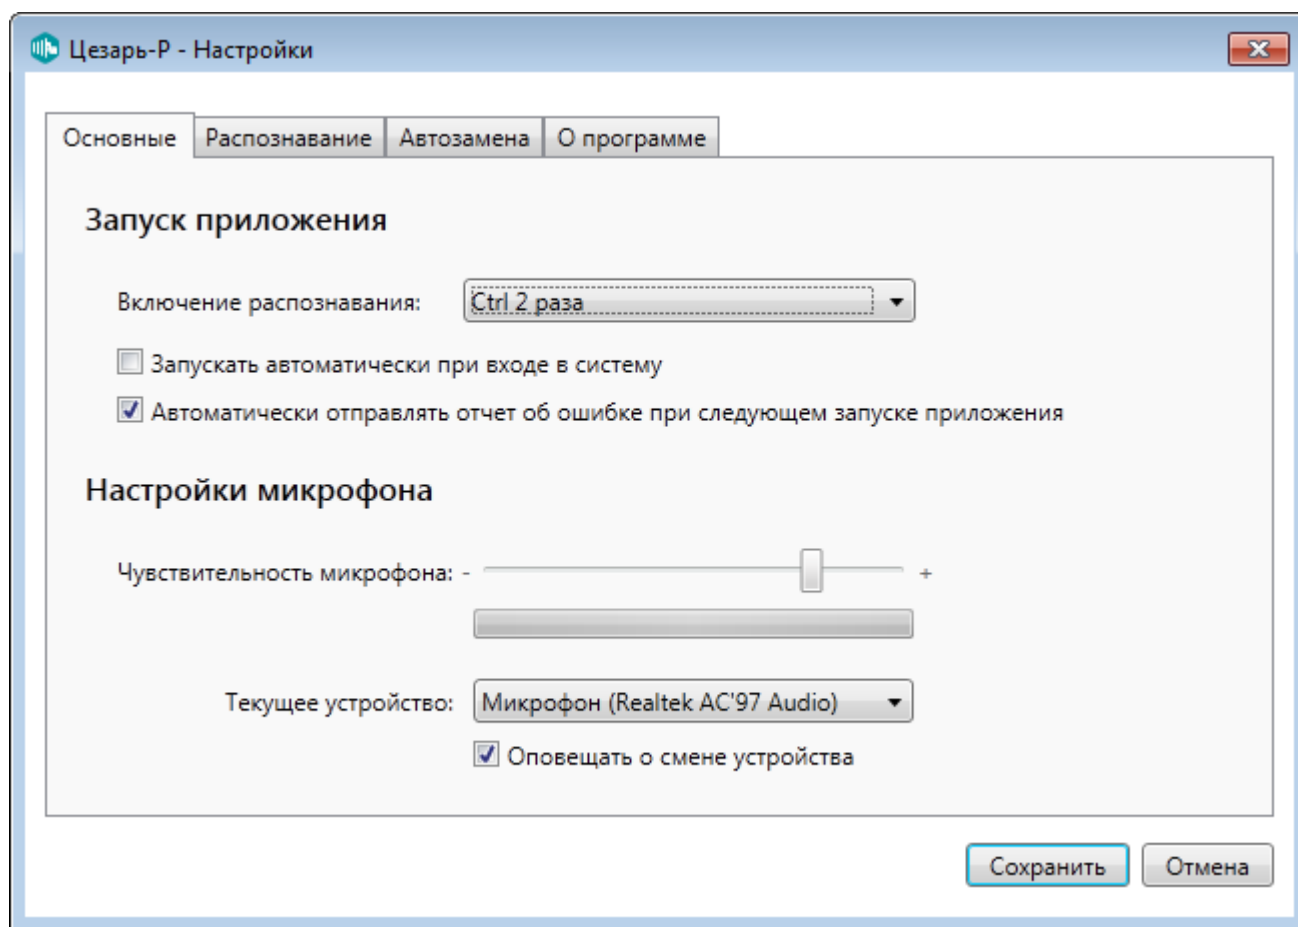 Цезарь-Р - Настройки
Основные Распознавание Автозамена О программе
Запуск приложения
Включение распознавания: Ctrl 2 раза
Запускать автоматически при входе в систему
Автоматически отправлять отчет об ошибке при следующем запуске приложения
Настройки микрофона
Чувствительность микрофона: - +
Текущее устройство: Микрофон (Realtek AC'97 Audio)
Оповещать о смене устройства
Сохранить Отмена